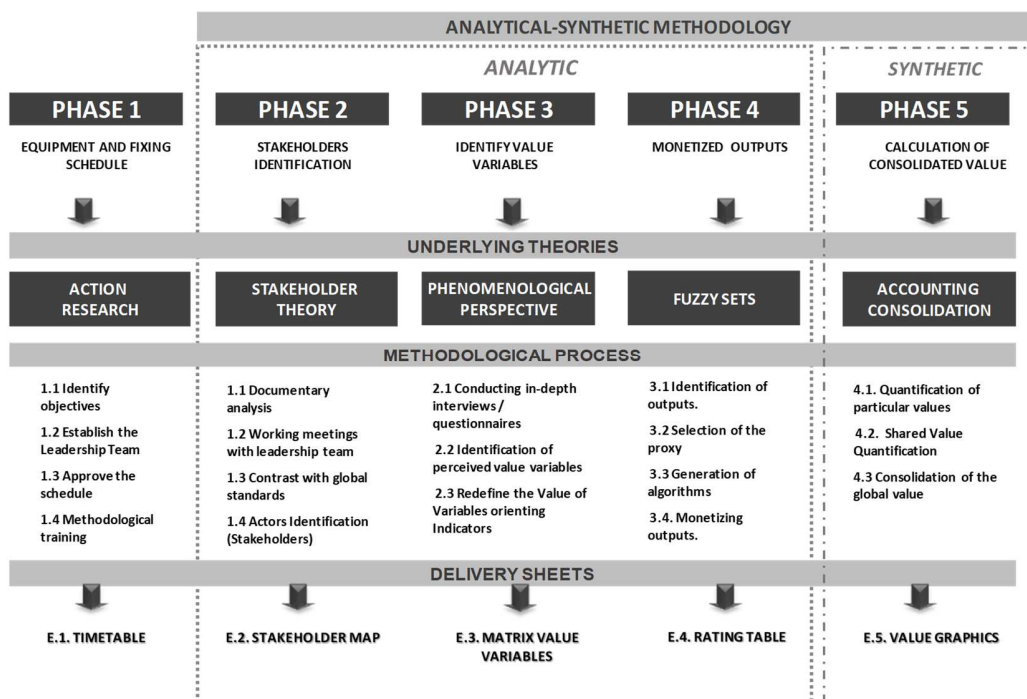 ANALYTICAL-SYNTHETIC METHODOLOGY
ANALYTIC
SYNTHETIC
PHASE 1
PHASE 2
PHASE 3
PHASE 4
PHASE 5
EQUIPMENT AND FIXING
SCHEDULE
STAKEHOLDERS
IDENTIFICATION
IDENTIFY VALUE
VARIABLES
MONETIZED OUTPUTS
CALCULATION OF
CONSOLIDATED VALUE
UNDERLYING THEORIES
ACTION
RESEARCH
STAKEHOLDER
THEORY
PHENOMENOLOGICAL
PERSPECTIVE
FUZZY SETS
ACCOUNTING
CONSOLIDATION
METHODOLOGICAL PROCESS
1.1 Identify
objectives
1.2 Establish the
Leadership Team
1.3 Approve the
schedule
1.4 Methodological
training
1.1 Documentary
analysis
1.2 Working meetings
with leadership team
1.3 Contrast with global
standards
1.4 Actors Identification
(Stakeholders)
2.1 Conducting in-depth
interviews /
questionnaires
2.2 Identification of
perceived value variables
2.3 Redefine the Value of
Variables orienting
Indicators
3.1 Identification of
outputs.
3.2 Selection of the
proxy
3.3 Generation of
algorithms
3.4. Monetizing
outputs.
4.1. Quantification of
particular values
4.2. Shared Value
Quantification
4.3 Consolidation of the
global value
DELIVERY SHEETS
E.1. TIMETABLE
E.2. STAKEHOLDER MAP
E.3. MATRIX VALUE
VARIABLES
E.4. RATING TABLE
E.5. VALUE GRAPHICS